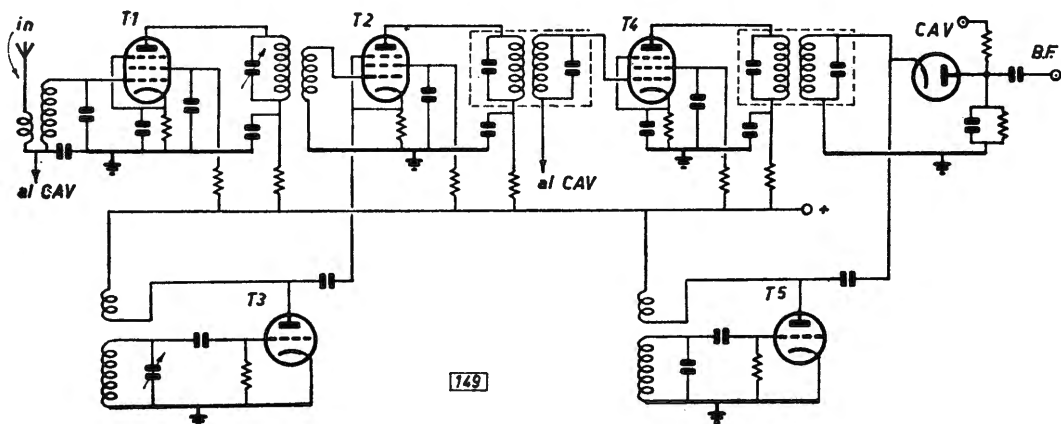 in
T1
T2
T4
CAV
B.F.
al CAV
al CAV
+
T3
T5
149